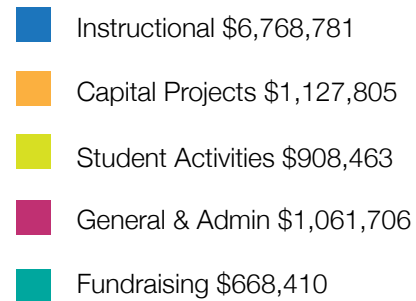 Instructional $6,768,781
Capital Projects $1,127,805
Student Activities $908,463
General & Admin $1,061,706
Fundraising $668,410